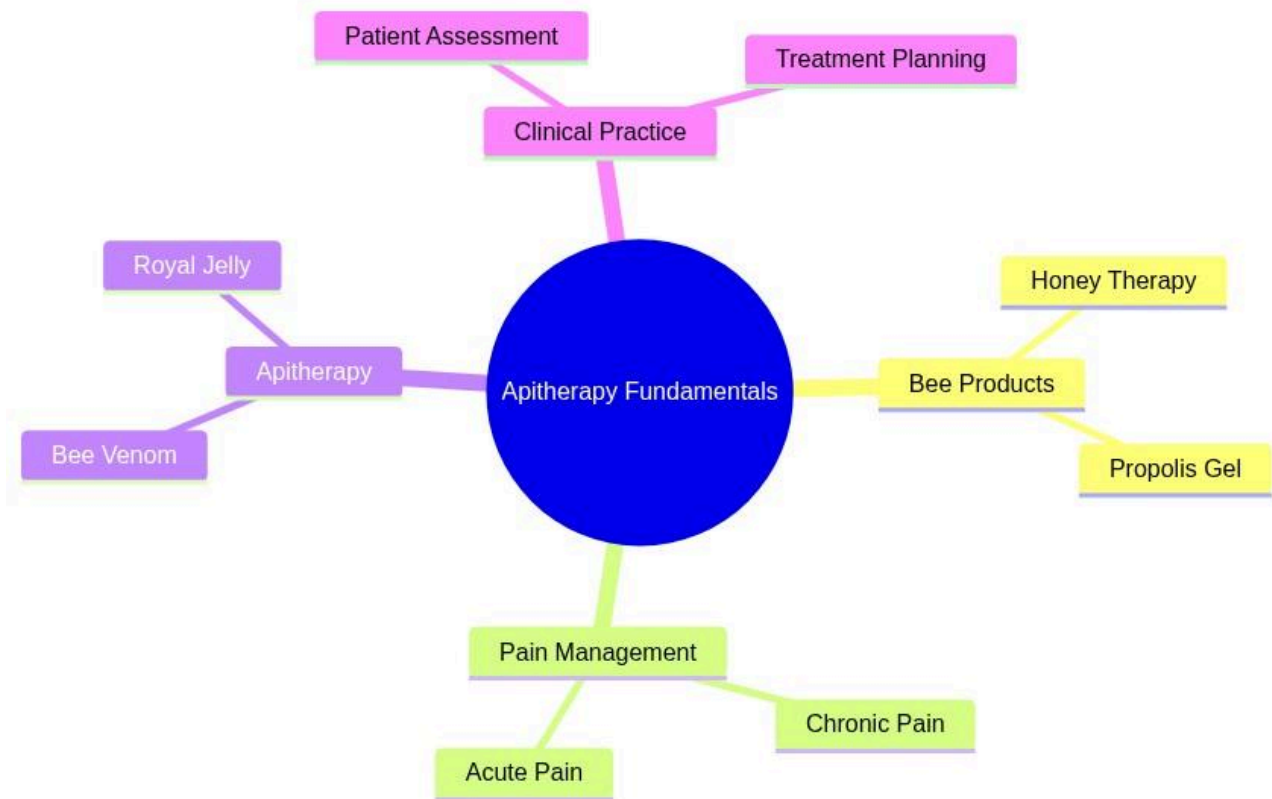 Patient Assessment
Treatment Planning
Clinical Practice
Royal Jelly
Honey Therapy
Apitherapy
Apitherapy Fundamentals
Bee Products
Bee Venom
Propolis Gel
Pain Management
Chronic Pain
Acute Pain